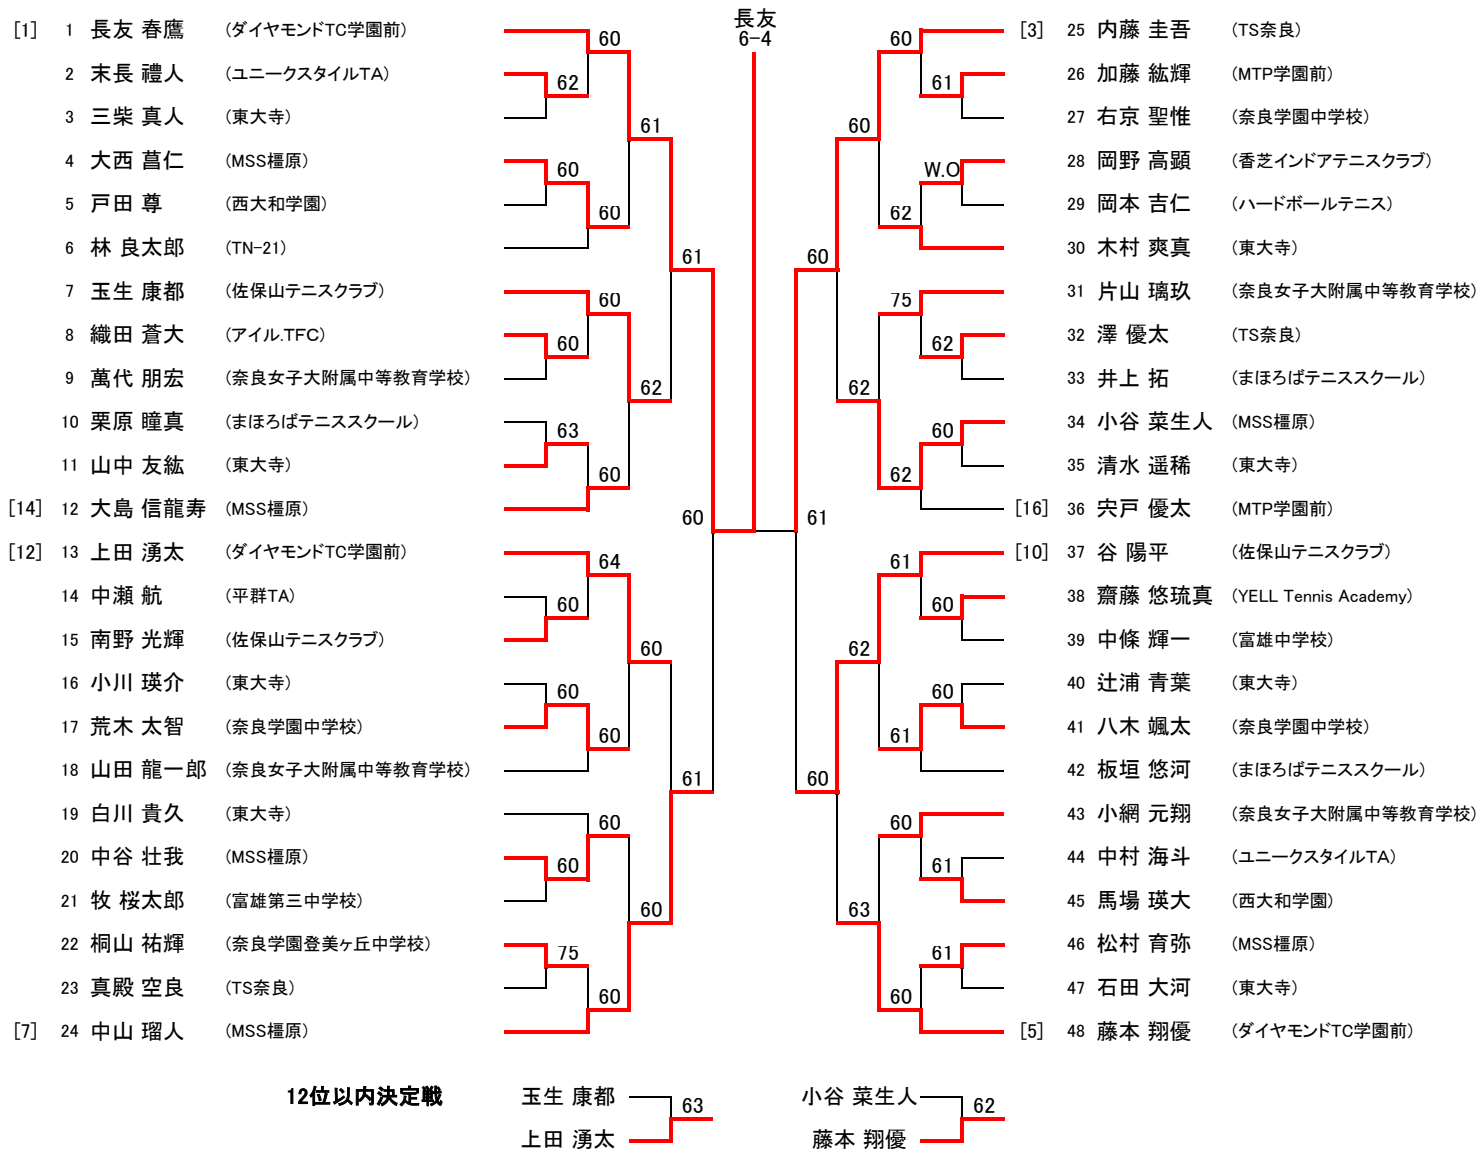 長友
6-4
[1] 1 長友 春鷹 (ダイヤモンドTC学園前)
2 末長 禮人 (ユニークスタイルTA)
3 三柴 真人 (東大寺)
4 大西 菖仁 (MSS橿原)
5 戸田 尊 (西大和学園)
6 林 良太郎 (TN-21)
7 玉生 康都 (佐保山テニスクラブ)
8 織田 蒼大 (アイル.TFC)
9 萬代 朋宏 (奈良女子大附属中等教育学校)
10 栗原 瞳真 (まほろばテニススクール)
11 山中 友紘 (東大寺)
[14] 12 大島 信龍寿 (MSS橿原)
[12] 13 上田 湧太 (ダイヤモンドTC学園前)
14 中瀬 航 (平群TA)
15 南野 光輝 (佐保山テニスクラブ)
16 小川 瑛介 (東大寺)
17 荒木 太智 (奈良学園中学校)
18 山田 龍一郎 (奈良女子大附属中等教育学校)
19 白川 貴久 (東大寺)
20 中谷 壮我 (MSS橿原)
21 牧 桜太郎 (富雄第三中学校)
22 桐山 祐輝 (奈良学園登美ヶ丘中学校)
23 真殿 空良 (TS奈良)
[7] 24 中山 瑠人 (MSS橿原)
60
62
61
60
60
61
60
60
62
63
60
60
64
60
60
60
60
61
60
60
60
75
60
60
62
60
61
60
W.O
62
60
75
62
62
60
62
61
61
60
62
60
61
60
60
61
63
61
60
[3] 25 内藤 圭吾 (TS奈良)
26 加藤 紘輝 (MTP学園前)
27 右京 聖惟 (奈良学園中学校)
28 岡野 高顕 (香芝インドアテニスクラブ)
29 岡本 吉仁 (ハードボールテニス)
30 木村 爽真 (東大寺)
31 片山 璃玖 (奈良女子大附属中等教育学校)
32 澤 優太 (TS奈良)
33 井上 拓 (まほろばテニススクール)
34 小谷 菜生人 (MSS橿原)
35 清水 遥稀 (東大寺)
[16] 36 宍戸 優太 (MTP学園前)
[10] 37 谷 陽平 (佐保山テニスクラブ)
38 齋藤 悠琉真 (YELL Tennis Academy)
39 中條 輝一 (富雄中学校)
40 辻浦 青葉 (東大寺)
41 八木 颯太 (奈良学園中学校)
42 板垣 悠河 (まほろばテニススクール)
43 小網 元翔 (奈良女子大附属中等教育学校)
44 中村 海斗 (ユニークスタイルTA)
45 馬場 瑛大 (西大和学園)
46 松村 育弥 (MSS橿原)
47 石田 大河 (東大寺)
[5] 48 藤本 翔優 (ダイヤモンドTC学園前)
12位以内決定戦
玉生 康都
63
上田 湧太
小谷 菜生人
62
藤本 翔優